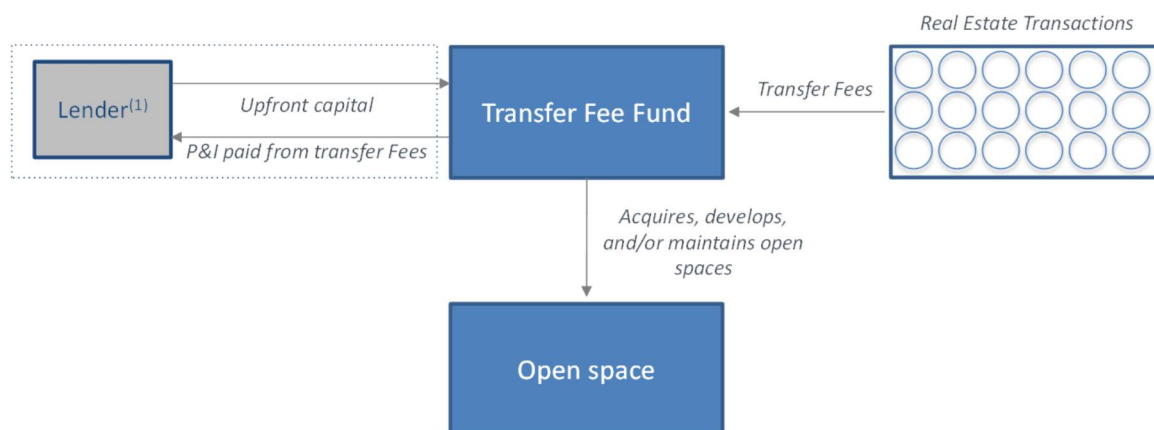 Real Estate Transactions
Lender(1)
Upfront capital
P&I paid from transfer Fees
Transfer Fee Fund
Transfer Fees
Acquires, develops,
and/or maintains open
spaces
Open space